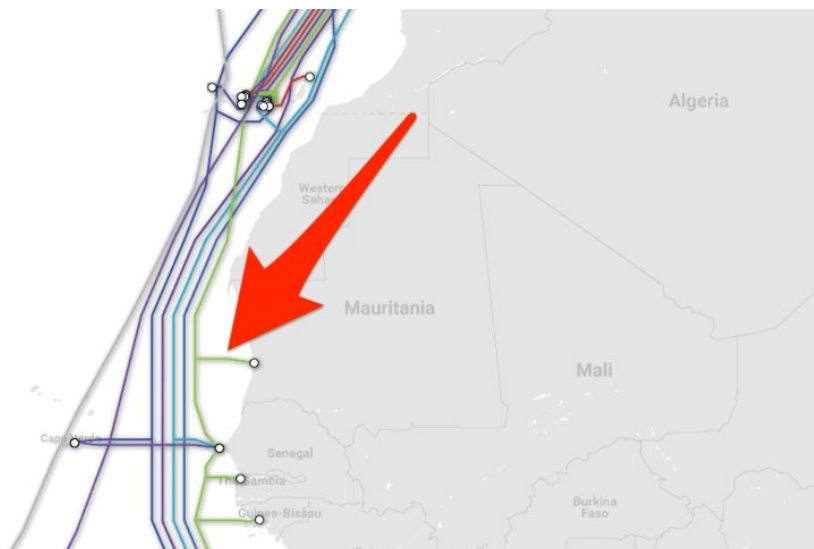 Algeria
Western
Sahara
Mauritania
Mali
Cape Verde
Senegal
The Gambia
Guinea-Bissau
Burkina
Faso